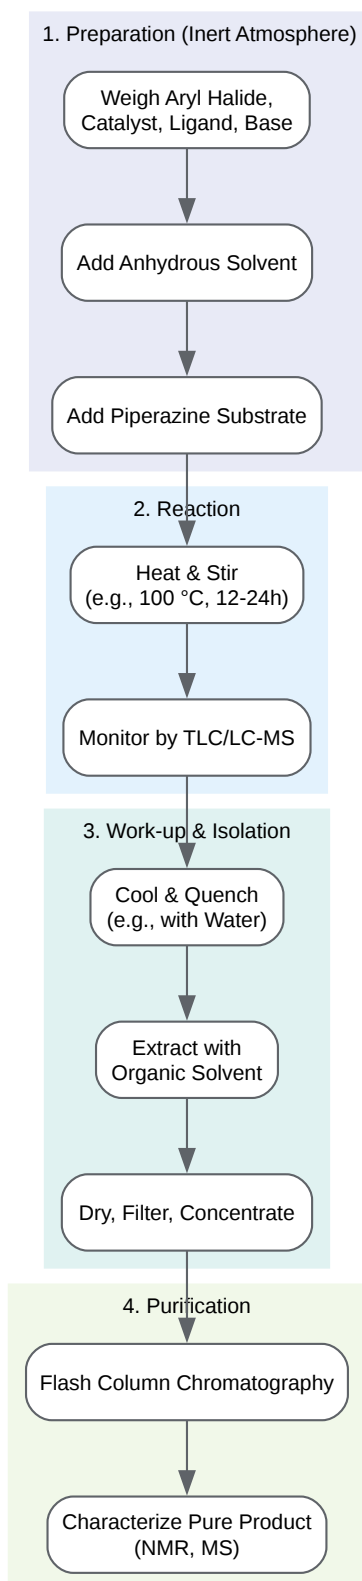 1. Preparation (Inert Atmosphere)
Weigh Aryl Halide,
Catalyst, Ligand, Base
Add Anhydrous Solvent
Add Piperazine Substrate
2. Reaction
Heat & Stir
(e.g., 100 °C, 12-24h)
Monitor by TLC/LC-MS
3. Work-up & Isolation
Cool & Quench
(e.g., with Water)
Extract with
Organic Solvent
Dry, Filter, Concentrate
4. Purification
Flash Column Chromatography
Characterize Pure Product
(NMR, MS)